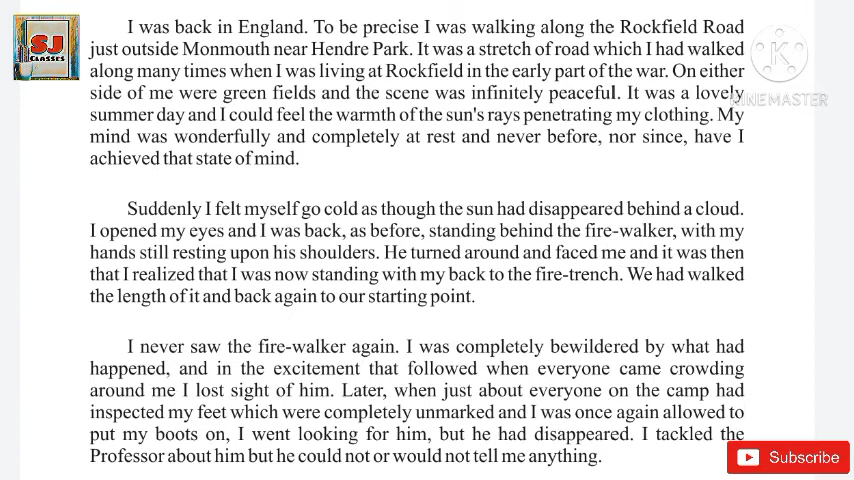 SJ
CLASSES
I was back in England. To be precise I was walking along the Rockfield Road
just outside Monmouth near Hendre Park. It was a stretch of road which I had walked
along many times when I was living at Rockfield in the early part of the war. On either
side of me were green fields and the scene was infinitely peaceful. It was a lovely
summer day and I could feel the warmth of the sun's rays penetrating my clothing. My
mind was wonderfully and completely at rest and never before, nor since, have I
achieved that state of mind.
K
KINEMASTER
Suddenly I felt myself go cold as though the sun had disappeared behind a cloud.
I opened my eyes and I was back, as before, standing behind the fire-walker, with my
hands still resting upon his shoulders. He turned around and faced me and it was then
that I realized that I was now standing with my back to the fire-trench. We had walked
the length of it and back again to our starting point.
I never saw the fire-walker again. I was completely bewildered by what had
happened, and in the excitement that followed when everyone came crowding
around me I lost sight of him. Later, when just about everyone on the camp had
inspected my feet which were completely unmarked and I was once again allowed to
put my boots on, I went looking for him, but he had disappeared. I tackled the
Professor about him but he could not or would not tell me anything.
Subscribe